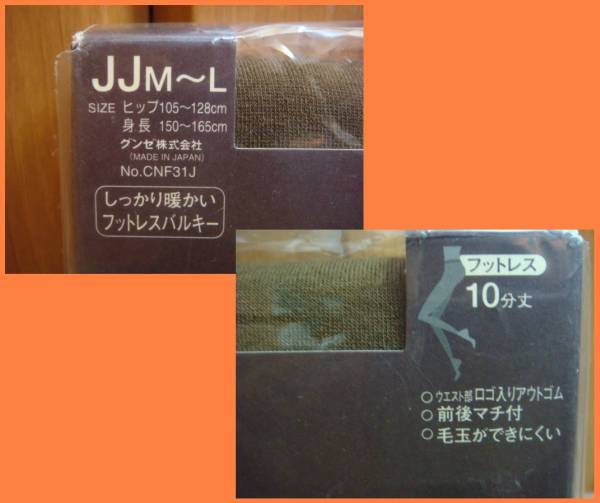 JJM〜L
SIZE ヒップ105〜128cm
身長 150〜165cm
グンゼ株式会社
(MADE IN JAPAN)
No.CNF31J
しっかり暖かい
フットレスバルキー
フットレス
10分丈
○ウエスト部ロゴ入りアウトゴム
○前後マチ付
○毛玉ができにくい